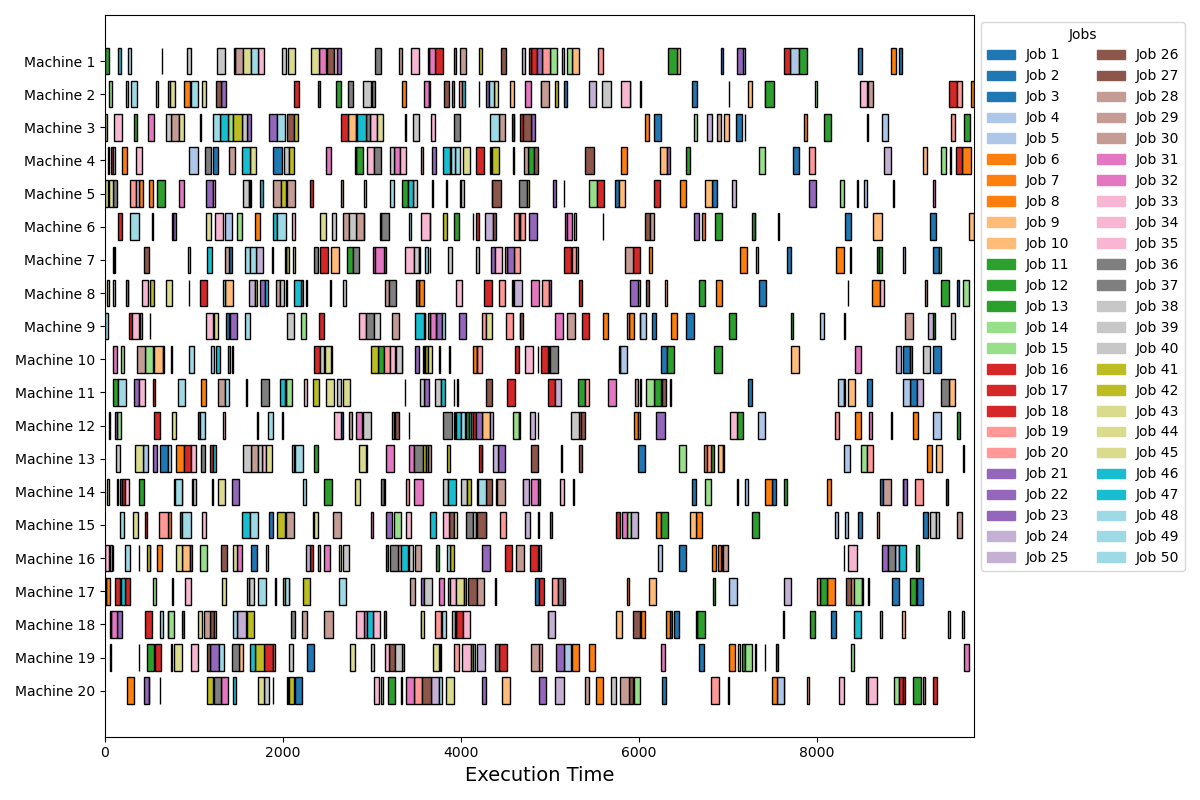 Machine 1
Machine 2
Machine 3
Machine 4
Machine 5
Machine 6
Machine 7
Machine 8
Machine 9
Machine 10
Machine 11
Machine 12
Machine 13
Machine 14
Machine 15
Machine 16
Machine 17
Machine 18
Machine 19
Machine 20
0 2000 4000 6000 8000
Execution Time
Jobs
Job 1 Job 26
Job 2 Job 27
Job 3 Job 28
Job 4 Job 29
Job 5 Job 30
Job 6 Job 31
Job 7 Job 32
Job 8 Job 33
Job 9 Job 34
Job 10 Job 35
Job 11 Job 36
Job 12 Job 37
Job 13 Job 38
Job 14 Job 39
Job 15 Job 40
Job 16 Job 41
Job 17 Job 42
Job 18 Job 43
Job 19 Job 44
Job 20 Job 45
Job 21 Job 46
Job 22 Job 47
Job 23 Job 48
Job 24 Job 49
Job 25 Job 50